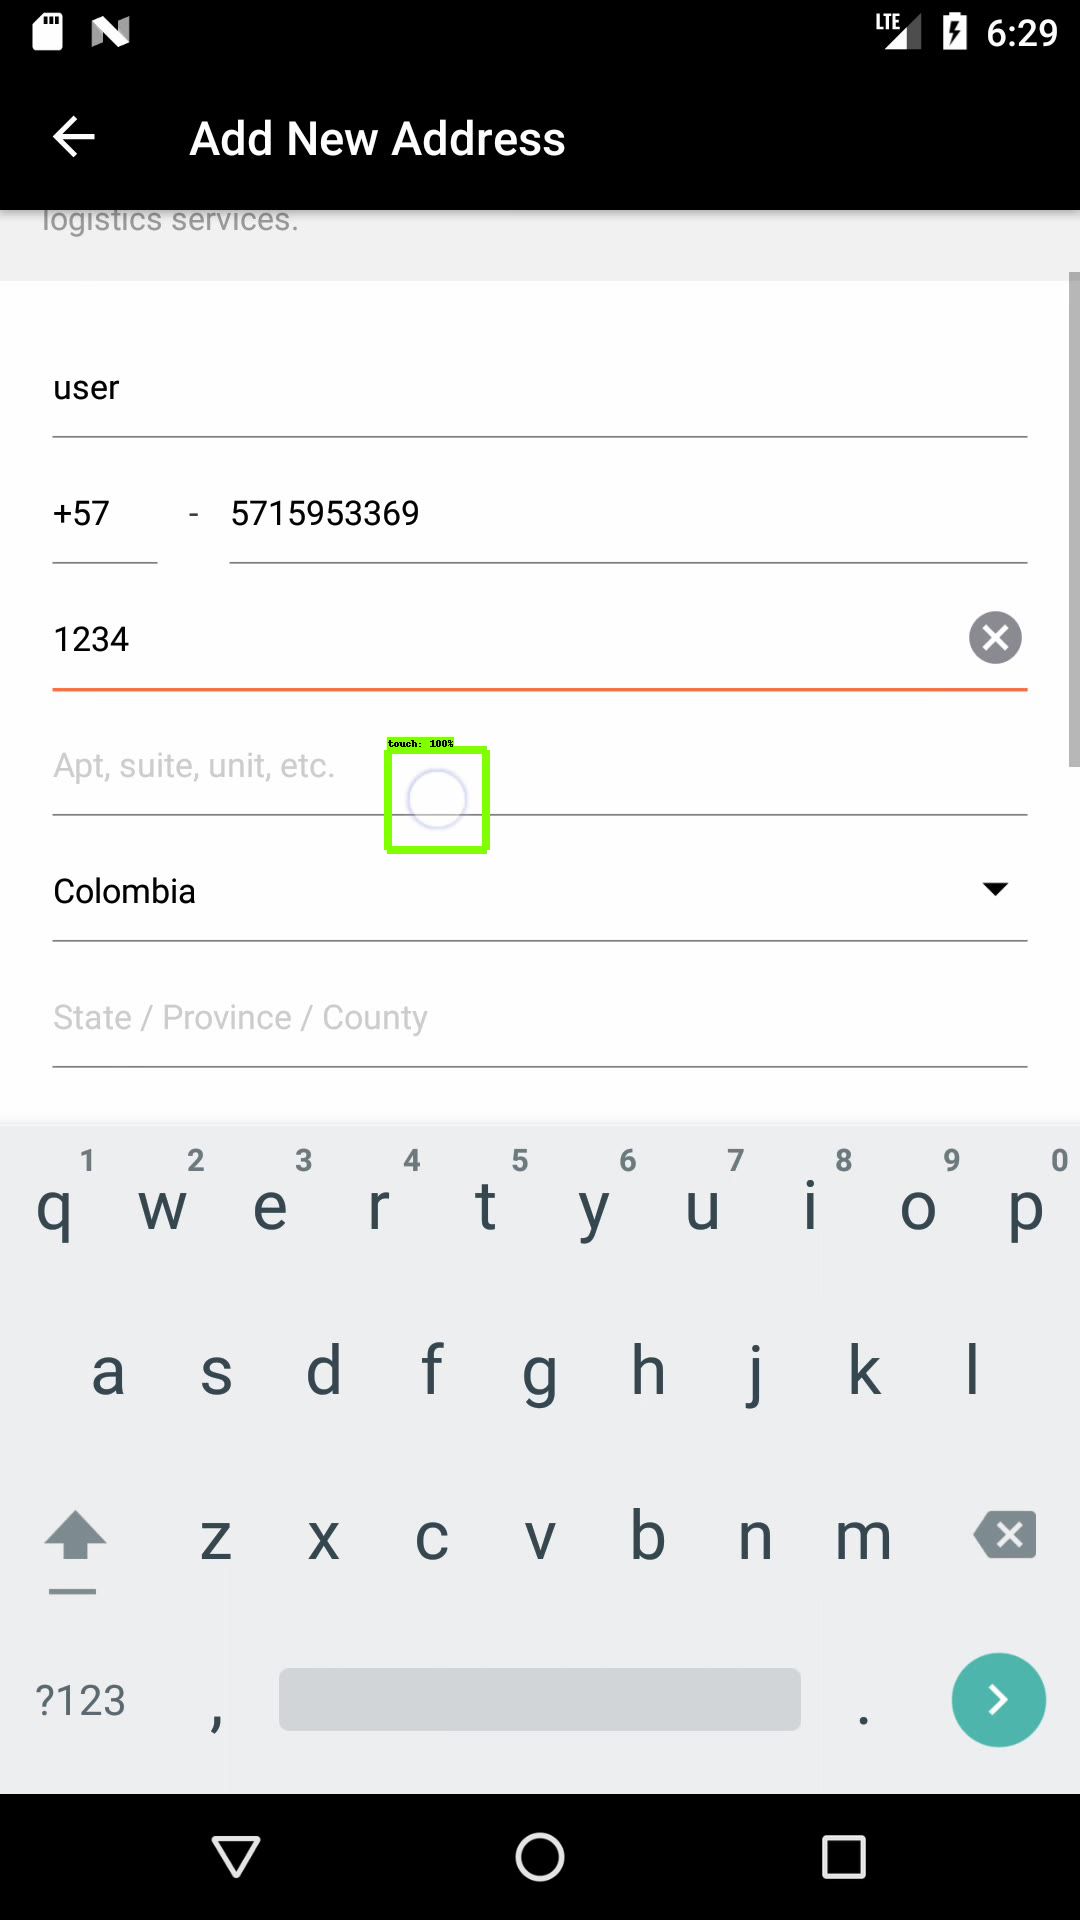 LTE 6:29
Add New Address
logistics services.
user
+57 - 5715953369
1234
touch: 100%
Apt, suite, unit, etc.
Colombia
State / Province / County
1 2 3 4 5 6 7 8 9 0
q w e r t y u i o p
a s d f g h j k l
z x c v b n m
?123 , .